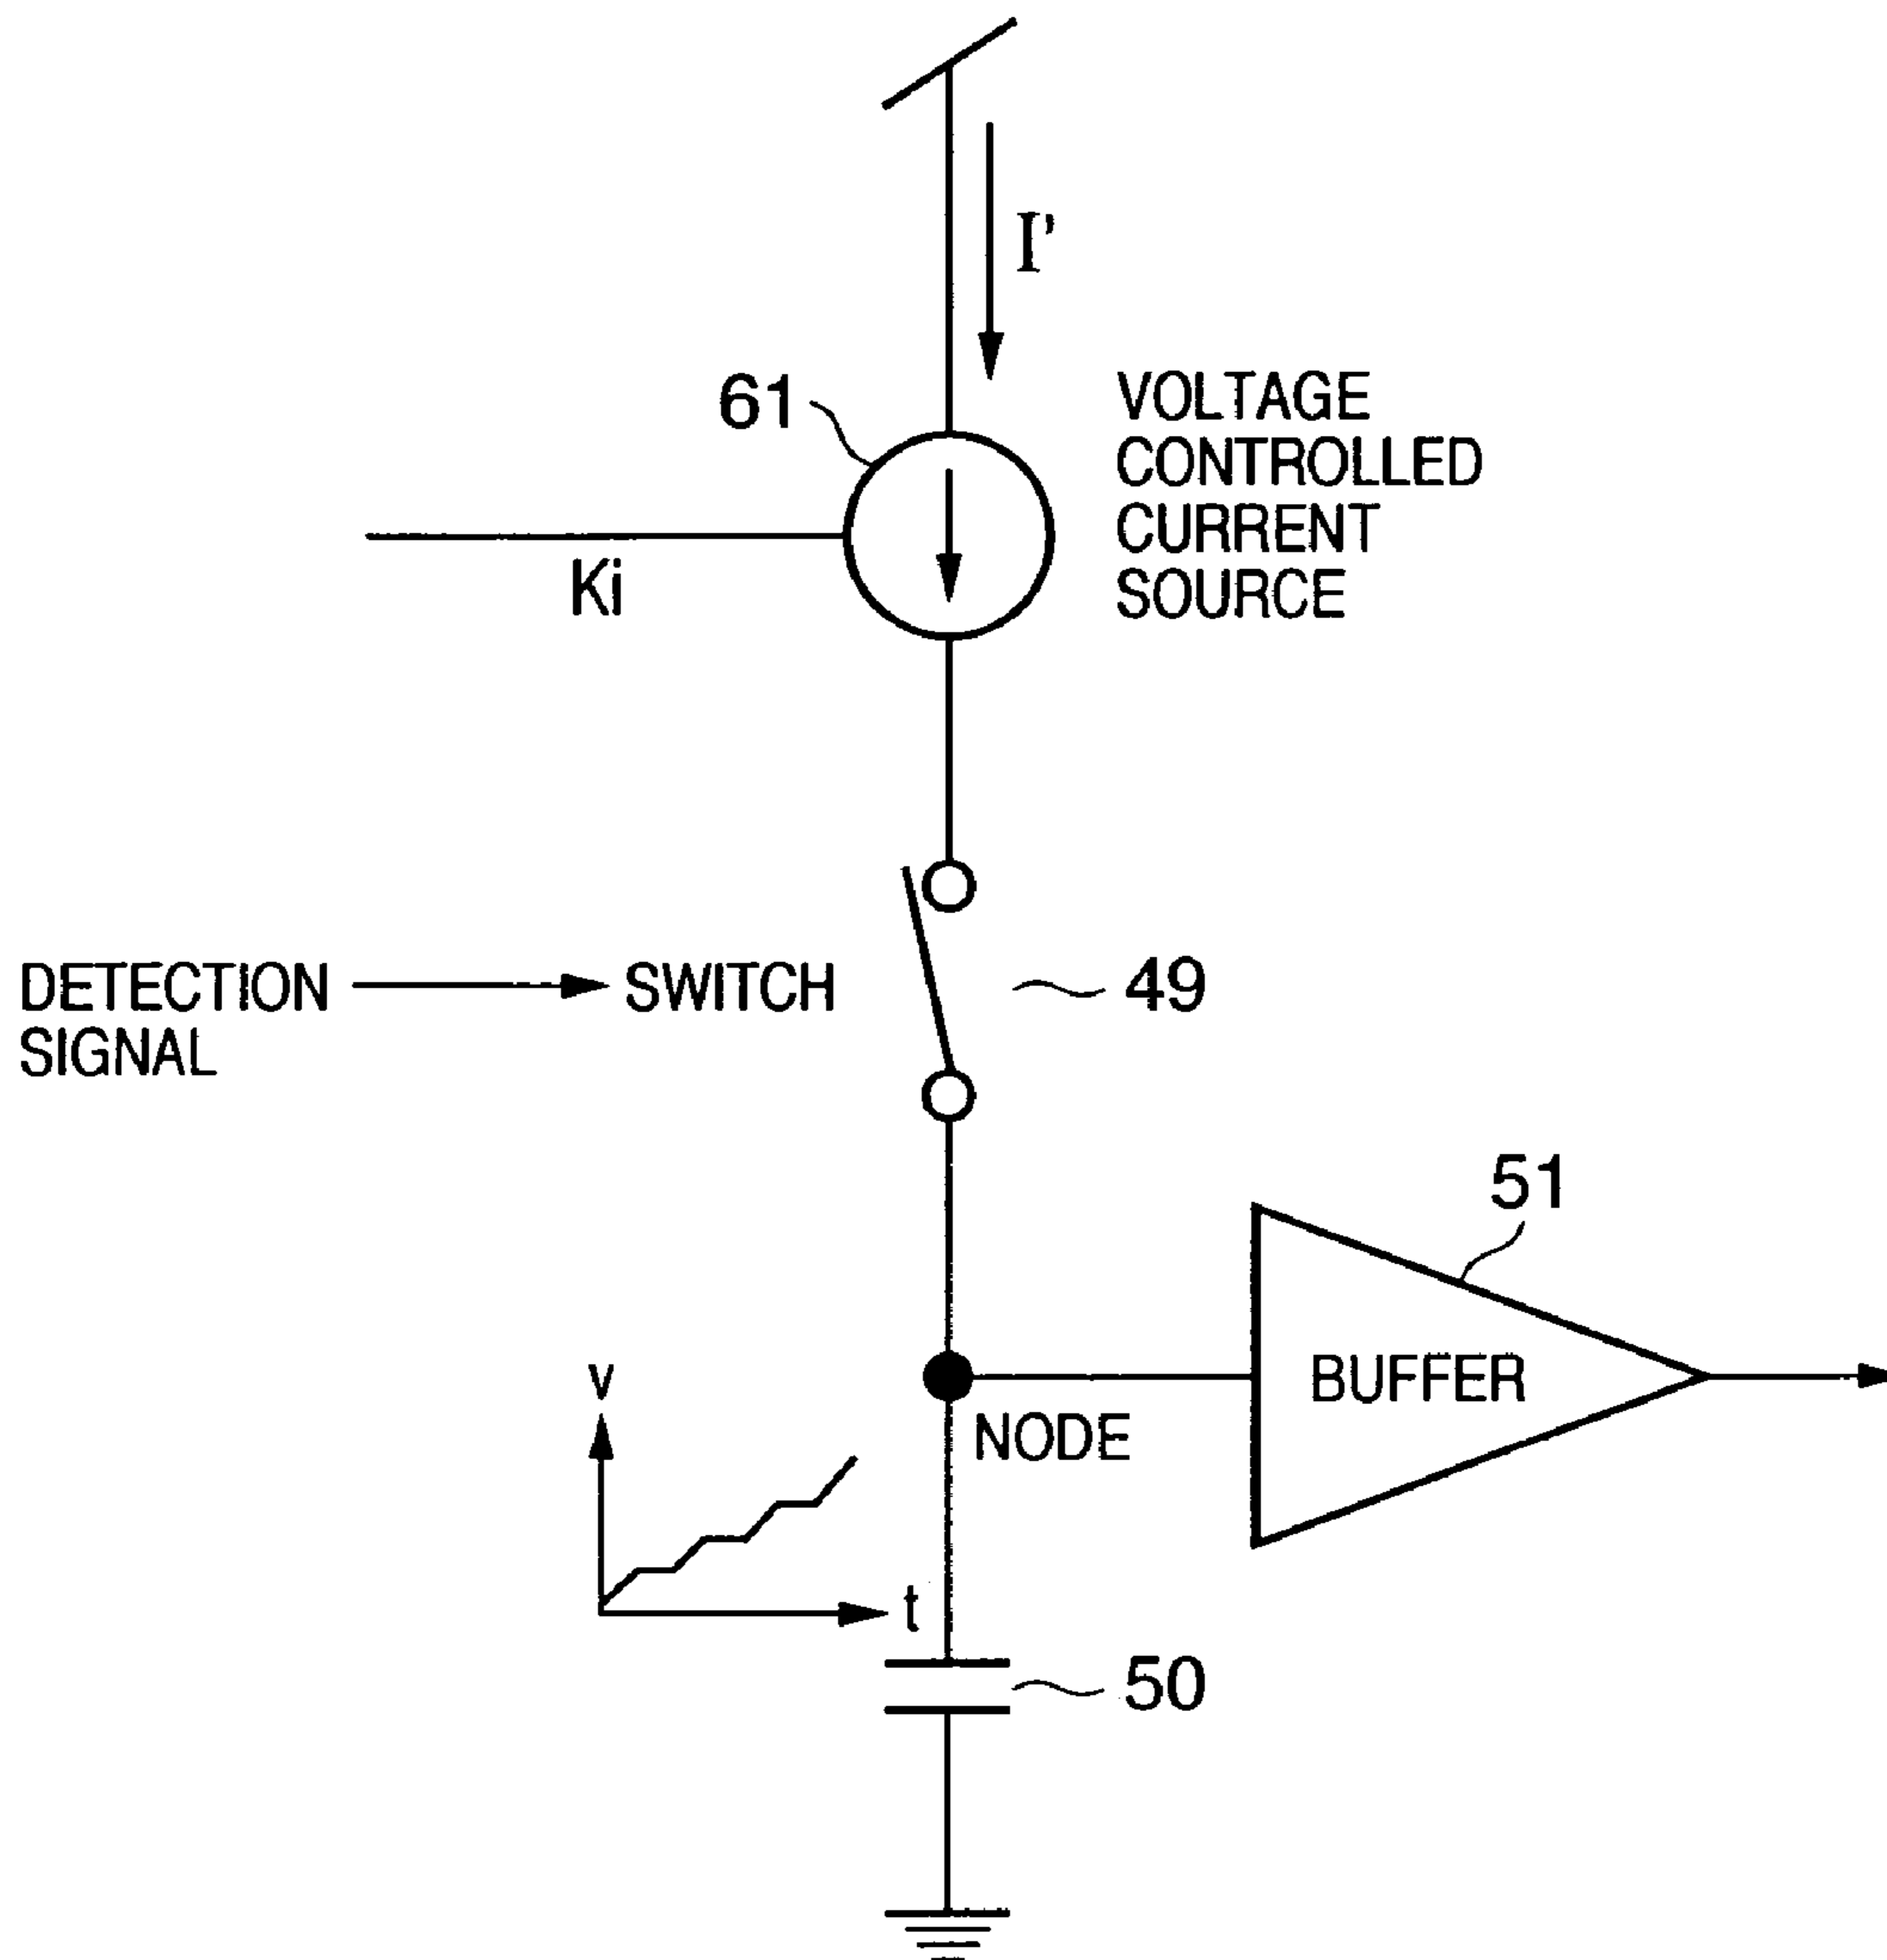 I'
61
VOLTAGE
CONTROLLED
CURRENT
SOURCE
Ki
DETECTION
SIGNAL
SWITCH
49
51
BUFFER
NODE
v
t
50